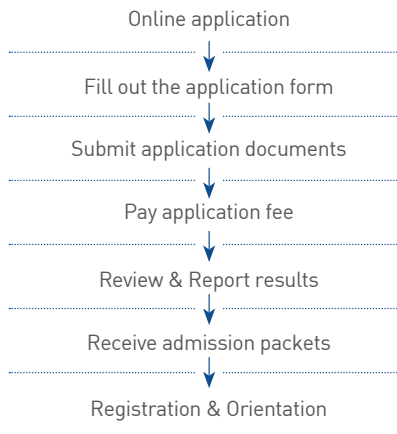 Online application
Fill out the application form
Submit application documents
Pay application fee
Review & Report results
Receive admission packets
Registration & Orientation